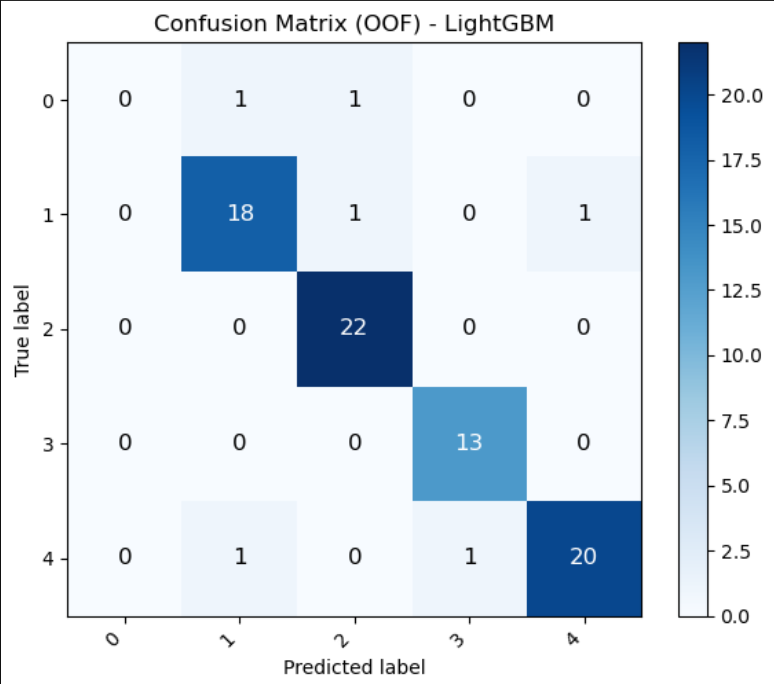 Confusion Matrix (OOF) - LightGBM
True label
0 0 1 1 0 0
1 0 18 1 0 1
2 0 0 22 0 0
3 0 0 0 13 0
4 0 1 0 1 20
0 1 2 3 4
Predicted label
20.0
17.5
15.0
12.5
10.0
7.5
5.0
2.5
0.0